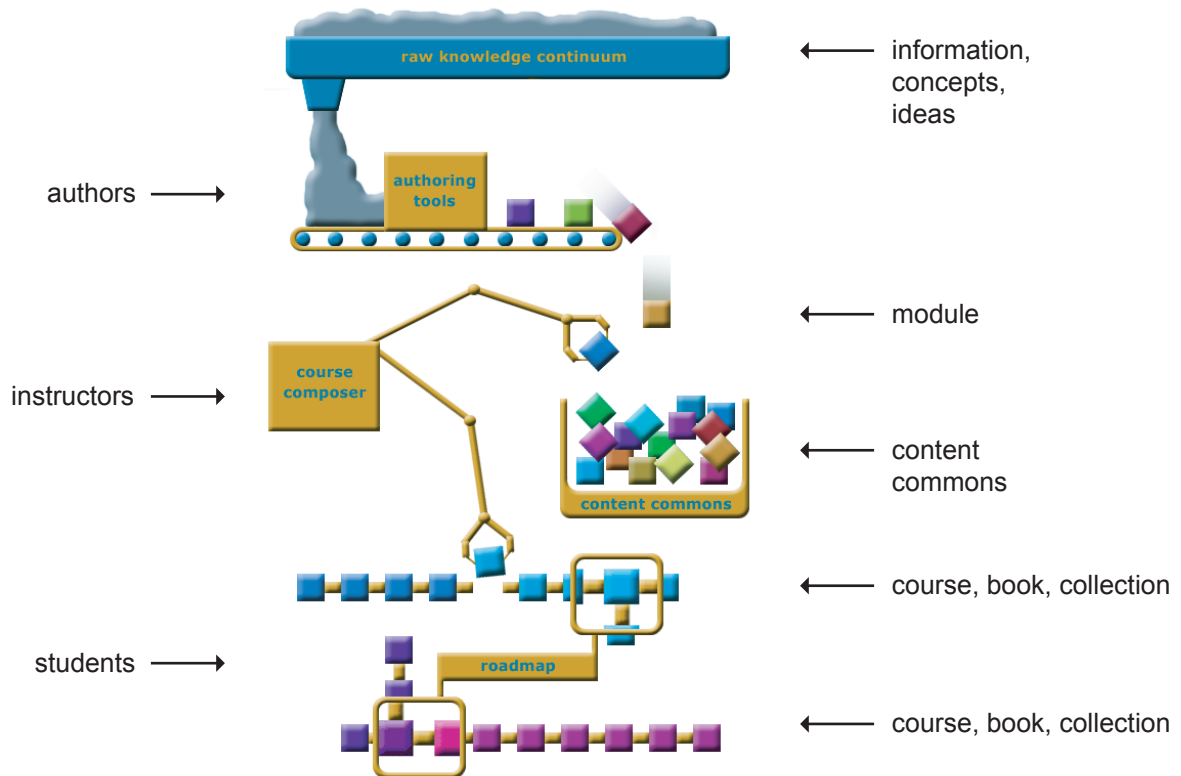 raw knowledge continuum
information,
concepts,
ideas
authors
authoring
tools
module
instructors
course
composer
content
commons
content commons
course, book, collection
students
roadmap
course, book, collection